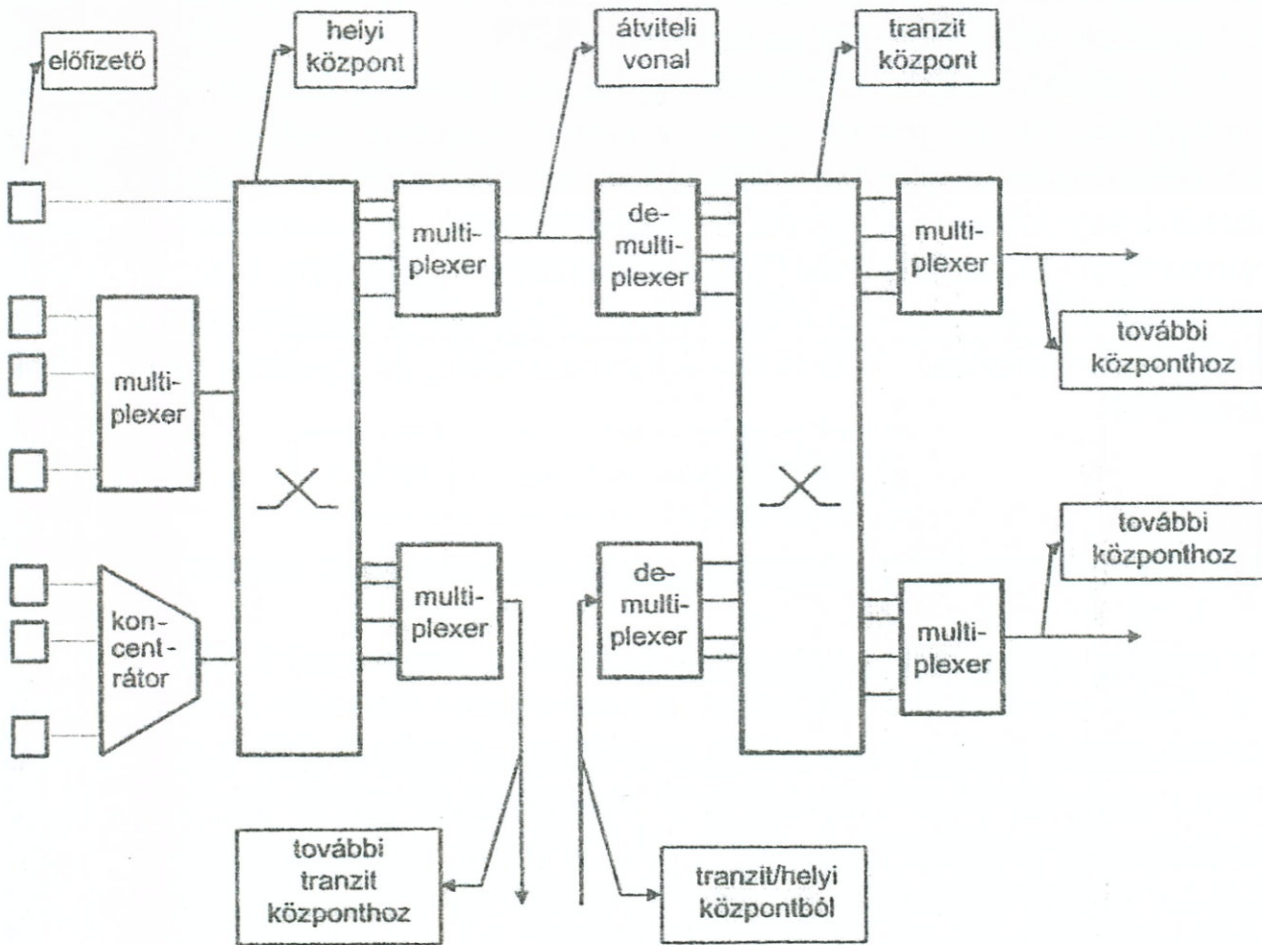 előfizető
helyi
központ
átviteli
vonal
tranzit
központ
multi-
plexer
de-
multi-
plexer
multi-
plexer
multi-
plexer
további
központhoz
további
központhoz
kon-
cent-
rátor
multi-
plexer
de-
multi-
plexer
multi-
plexer
további
tranzit
központhoz
tranzit/helyi
központból